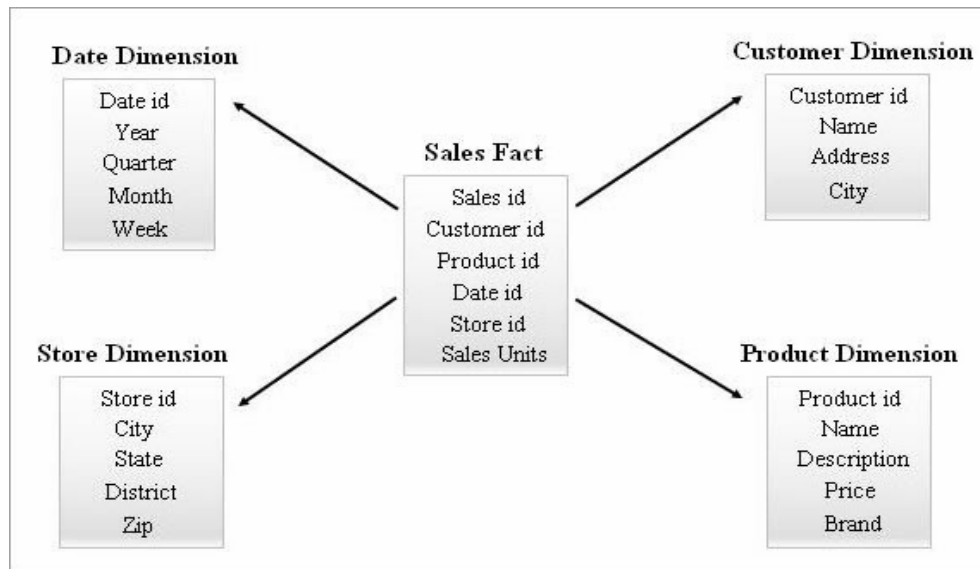 Date Dimension
Date id
Year
Quarter
Month
Week
Customer Dimension
Customer id
Name
Address
City
Sales Fact
Sales id
Customer id
Product id
Date id
Store id
Sales Units
Store Dimension
Store id
City
State
District
Zip
Product Dimension
Product id
Name
Description
Price
Brand